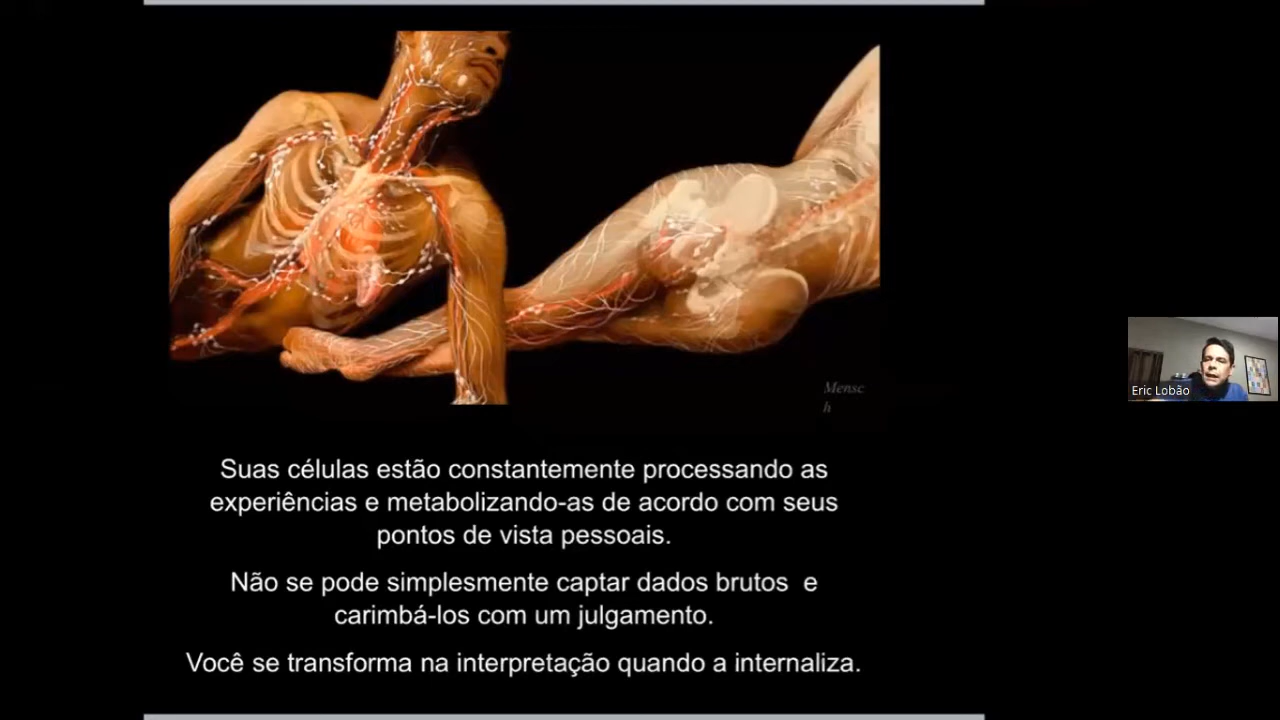 Mensc
h
Eric Lobão
Suas células estão constantemente processando as
experiências e metabolizando-as de acordo com seus
pontos de vista pessoais.
Não se pode simplesmente captar dados brutos  e
carimbá-los com um julgamento.
Você se transforma na interpretação quando a internaliza.